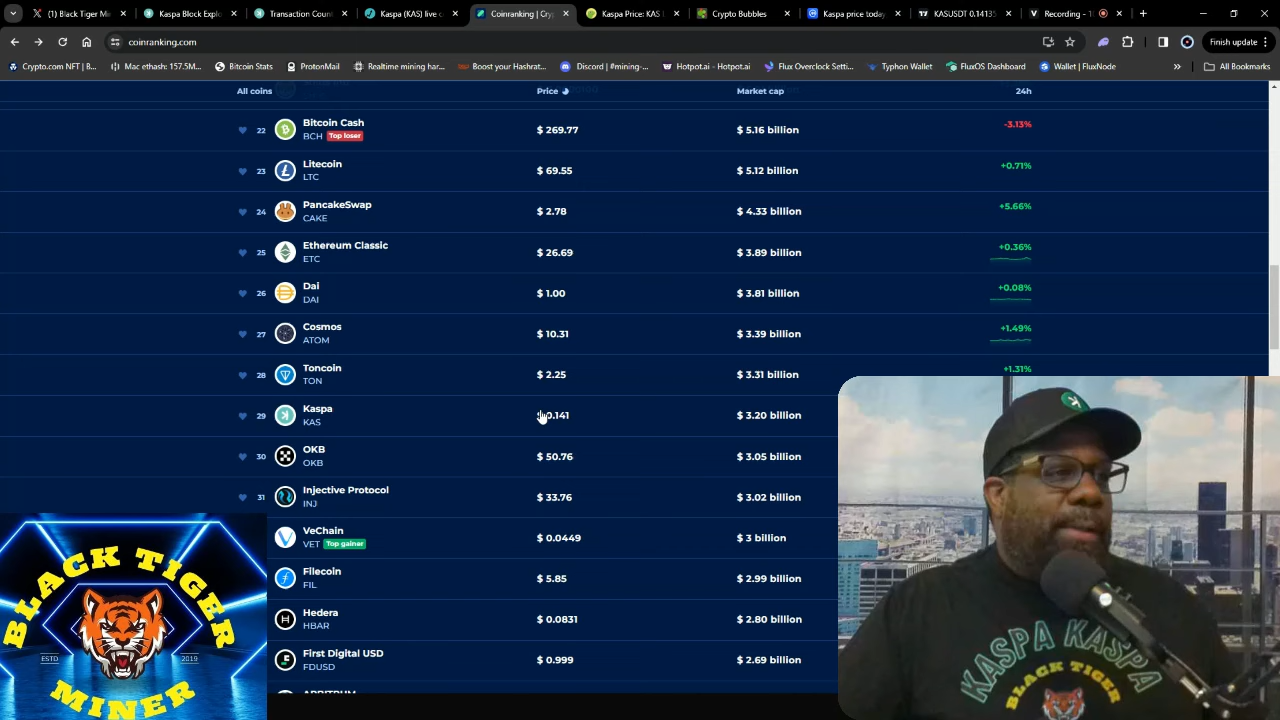 (1) Black Tiger Mi
Kaspa Block Explo
Transaction Count
Kaspa (KAS) live c
Coinranking | Cry
Kaspa Price: KAS
Crypto Bubbles
Kaspa price today
KASUSDT 0.14135
Recording – 1
coinranking.com
Finish update
Crypto.com NFT | B...
Mac ethash: 157.5M...
Bitcoin Stats
ProtonMail
Realtime mining har...
Boost your Hashrat...
Discord | #mining-...
Hotpot.ai - Hotpot.ai
Flux Overclock Setti...
Typhon Wallet
FluxOS Dashboard
Wallet | FluxNode
All Bookmarks
All coins
Price
Market cap
24h
22 Bitcoin Cash $ 269.77 $ 5.16 billion -3.13%
BCH Top loser
23 Litecoin $ 69.55 $ 5.12 billion +0.71%
LTC
24 PancakeSwap $ 2.78 $ 4.33 billion +5.66%
CAKE
25 Ethereum Classic $ 26.69 $ 3.89 billion +0.36%
ETC
26 Dai $ 1.00 $ 3.81 billion +0.08%
DAI
27 Cosmos $ 10.31 $ 3.39 billion +1.49%
ATOM
28 Toncoin $ 2.25 $ 3.31 billion +1.31%
TON
29 Kaspa 0.141 $ 3.20 billion
KAS
30 OKB $ 50.76 $ 3.05 billion
OKB
31 Injective Protocol $ 33.76 $ 3.02 billion
INJ
VeChain $ 0.0449 $ 3 billion
VET Top gainer
Filecoin $ 5.85 $ 2.99 billion
FIL
Hedera $ 0.0831 $ 2.80 billion
HBAR
First Digital USD $ 0.999 $ 2.69 billion
FDUSD
ARBITRUM
BLACK TIGER
ESTD 2019
MINER
KASPA KASPA
BLACK TIGER